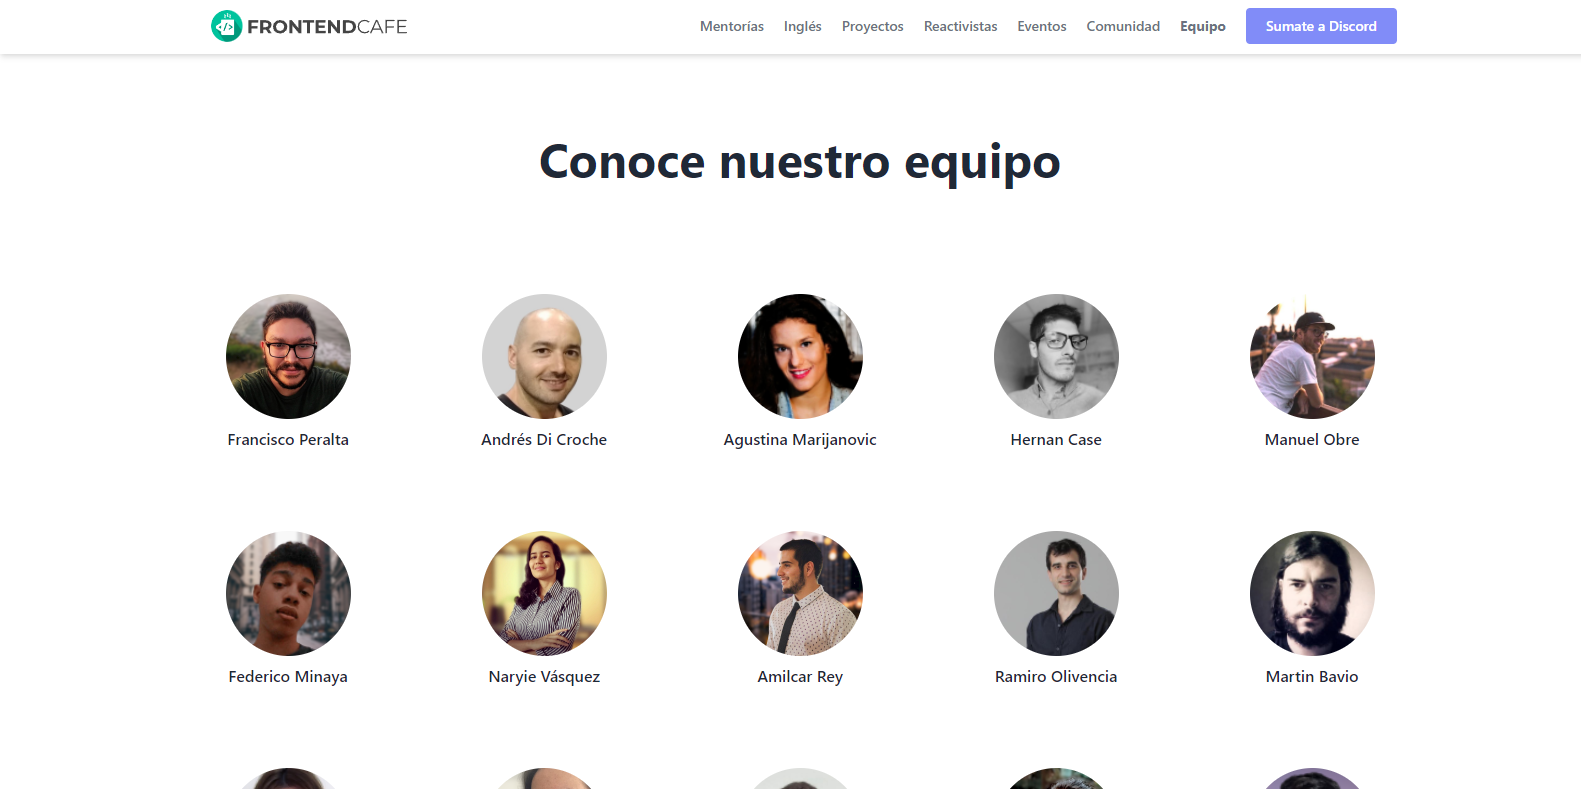 FRONTENDCAFE
Mentorías Inglés Proyectos Reactivistas Eventos Comunidad Equipo Sumate a Discord
Conoce nuestro equipo
Francisco Peralta Andrés Di Croche Agustina Marijanovic Hernan Case Manuel Obre
Federico Minaya Naryie Vásquez Amilcar Rey Ramiro Olivencia Martin Bavio